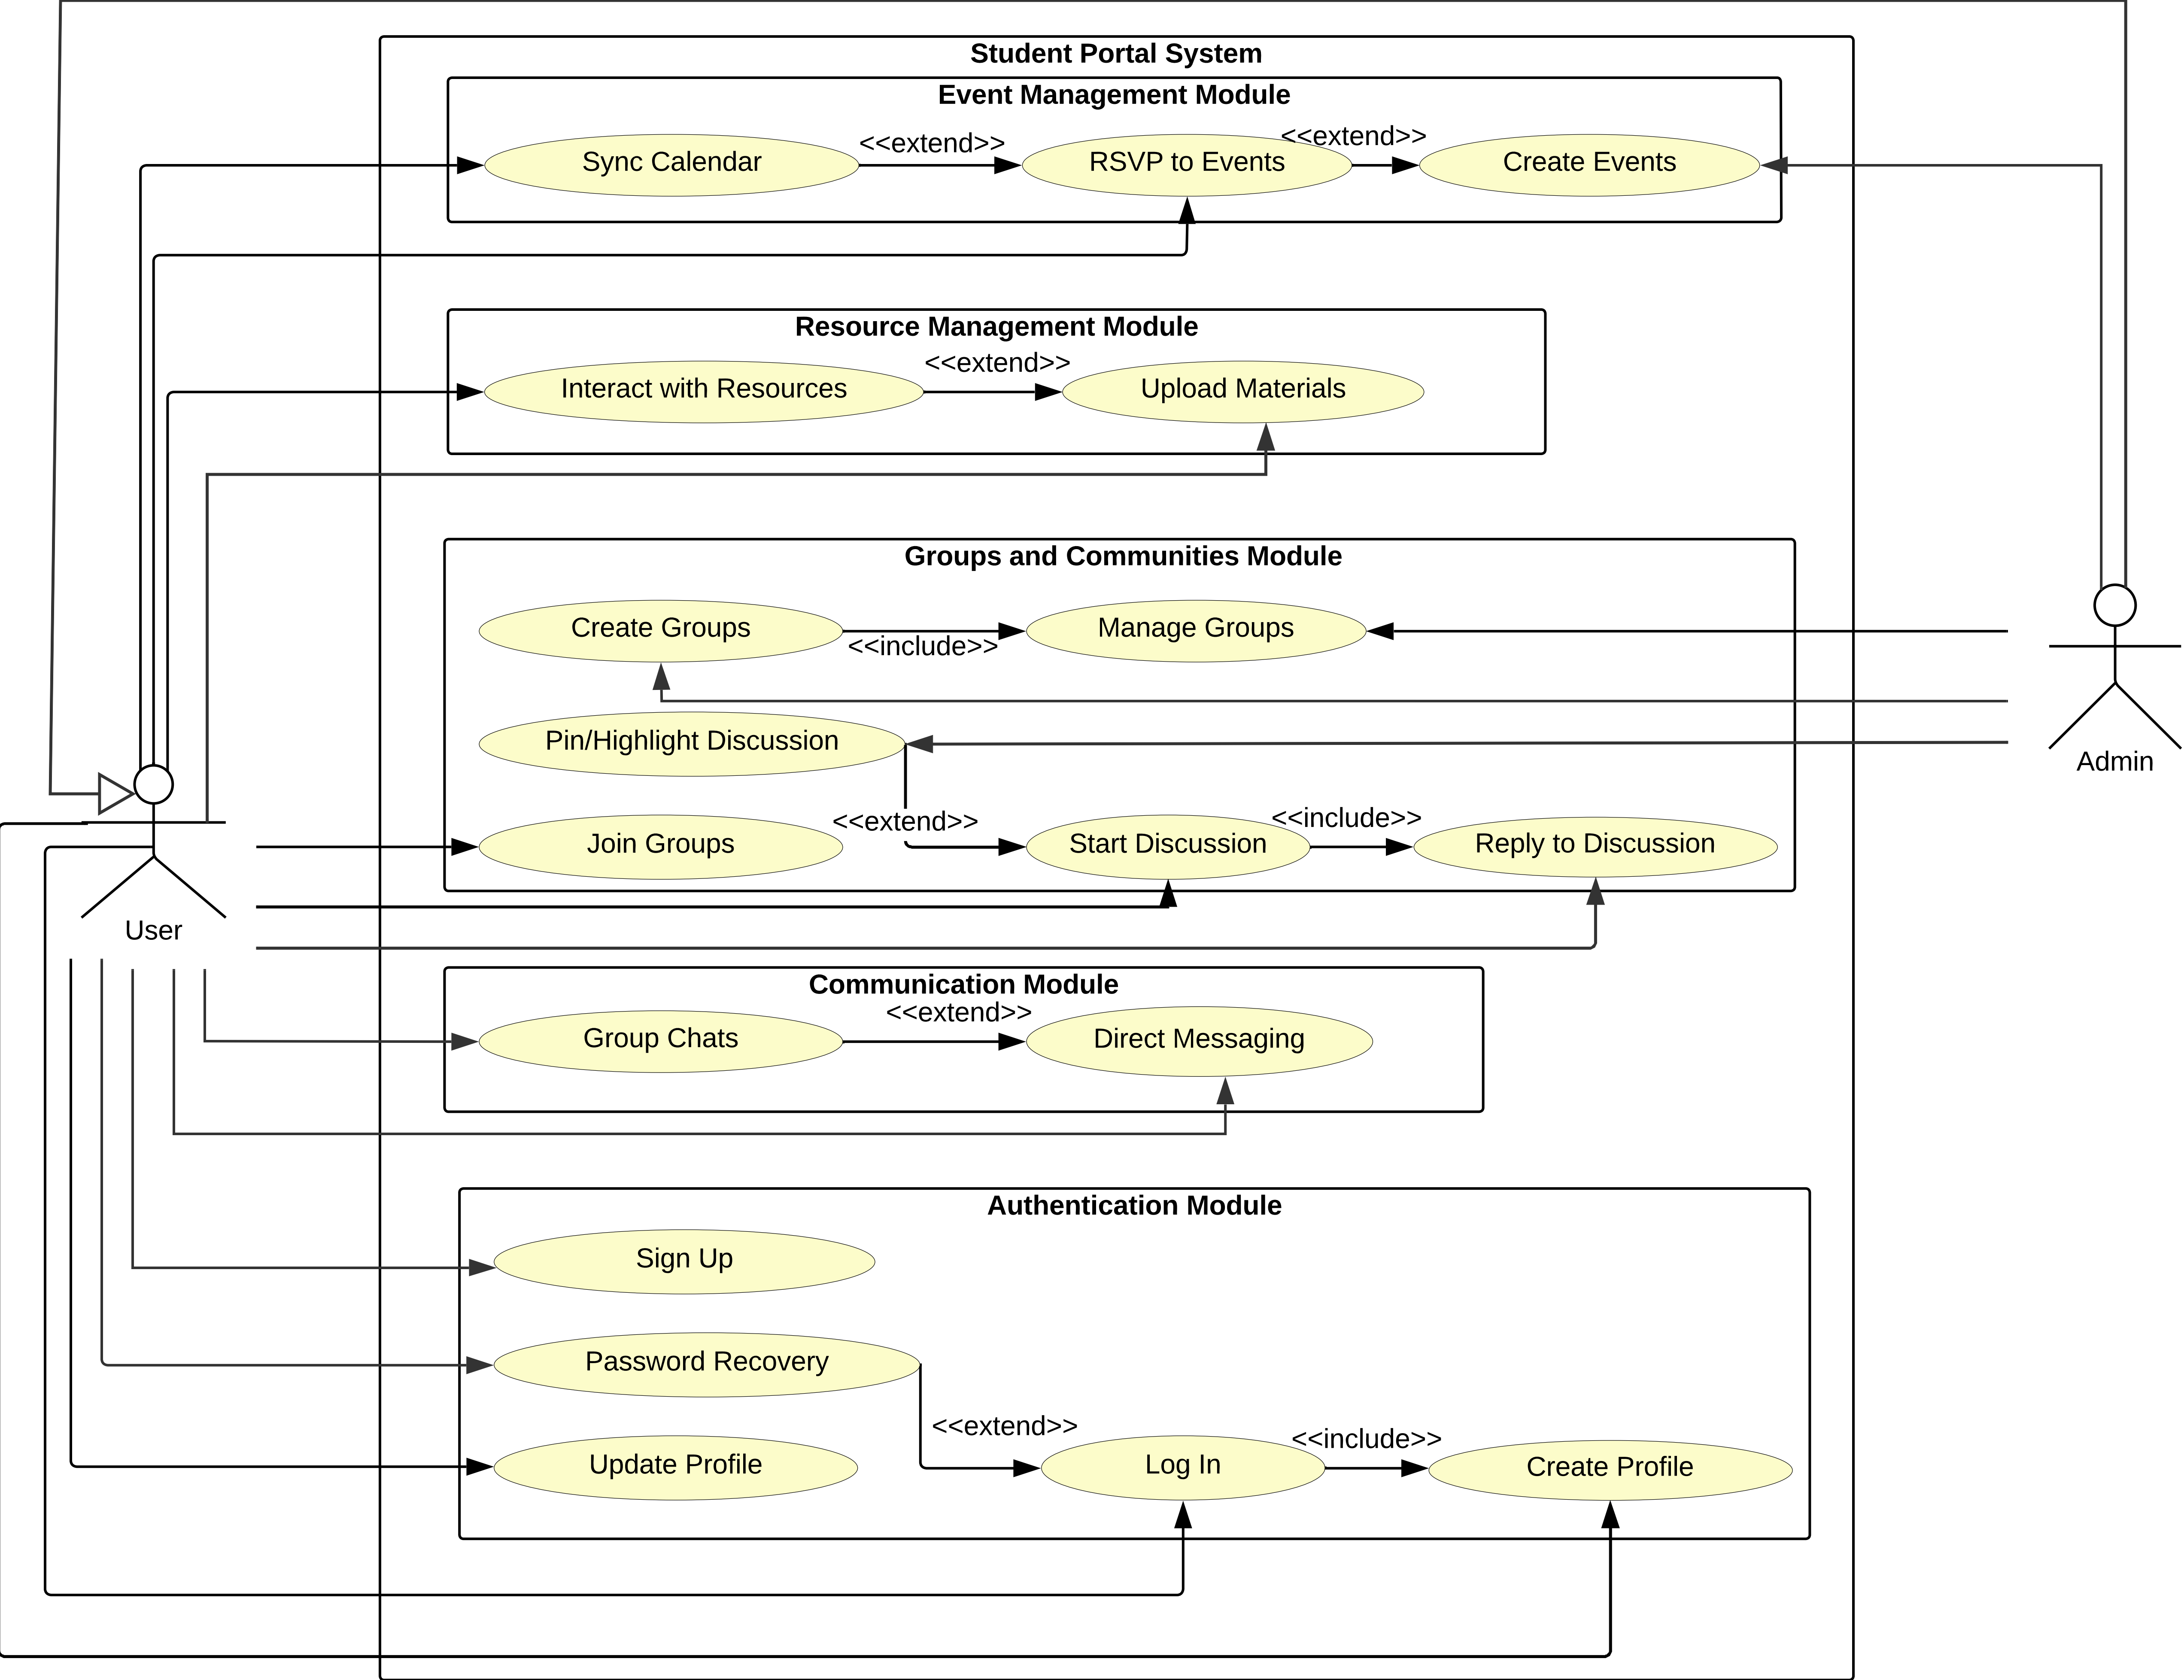 Student Portal System
Event Management Module
Sync Calendar
<<extend>>
RSVP to Events
<<extend>>
Create Events
Resource Management Module
Interact with Resources
<<extend>>
Upload Materials
Groups and Communities Module
Create Groups
<<include>>
Manage Groups
Pin/Highlight Discussion
Admin
Join Groups
<<extend>>
Start Discussion
<<include>>
Reply to Discussion
User
Communication Module
Group Chats
<<extend>>
Direct Messaging
Authentication Module
Sign Up
Password Recovery
<<extend>>
Update Profile
Log In
<<include>>
Create Profile